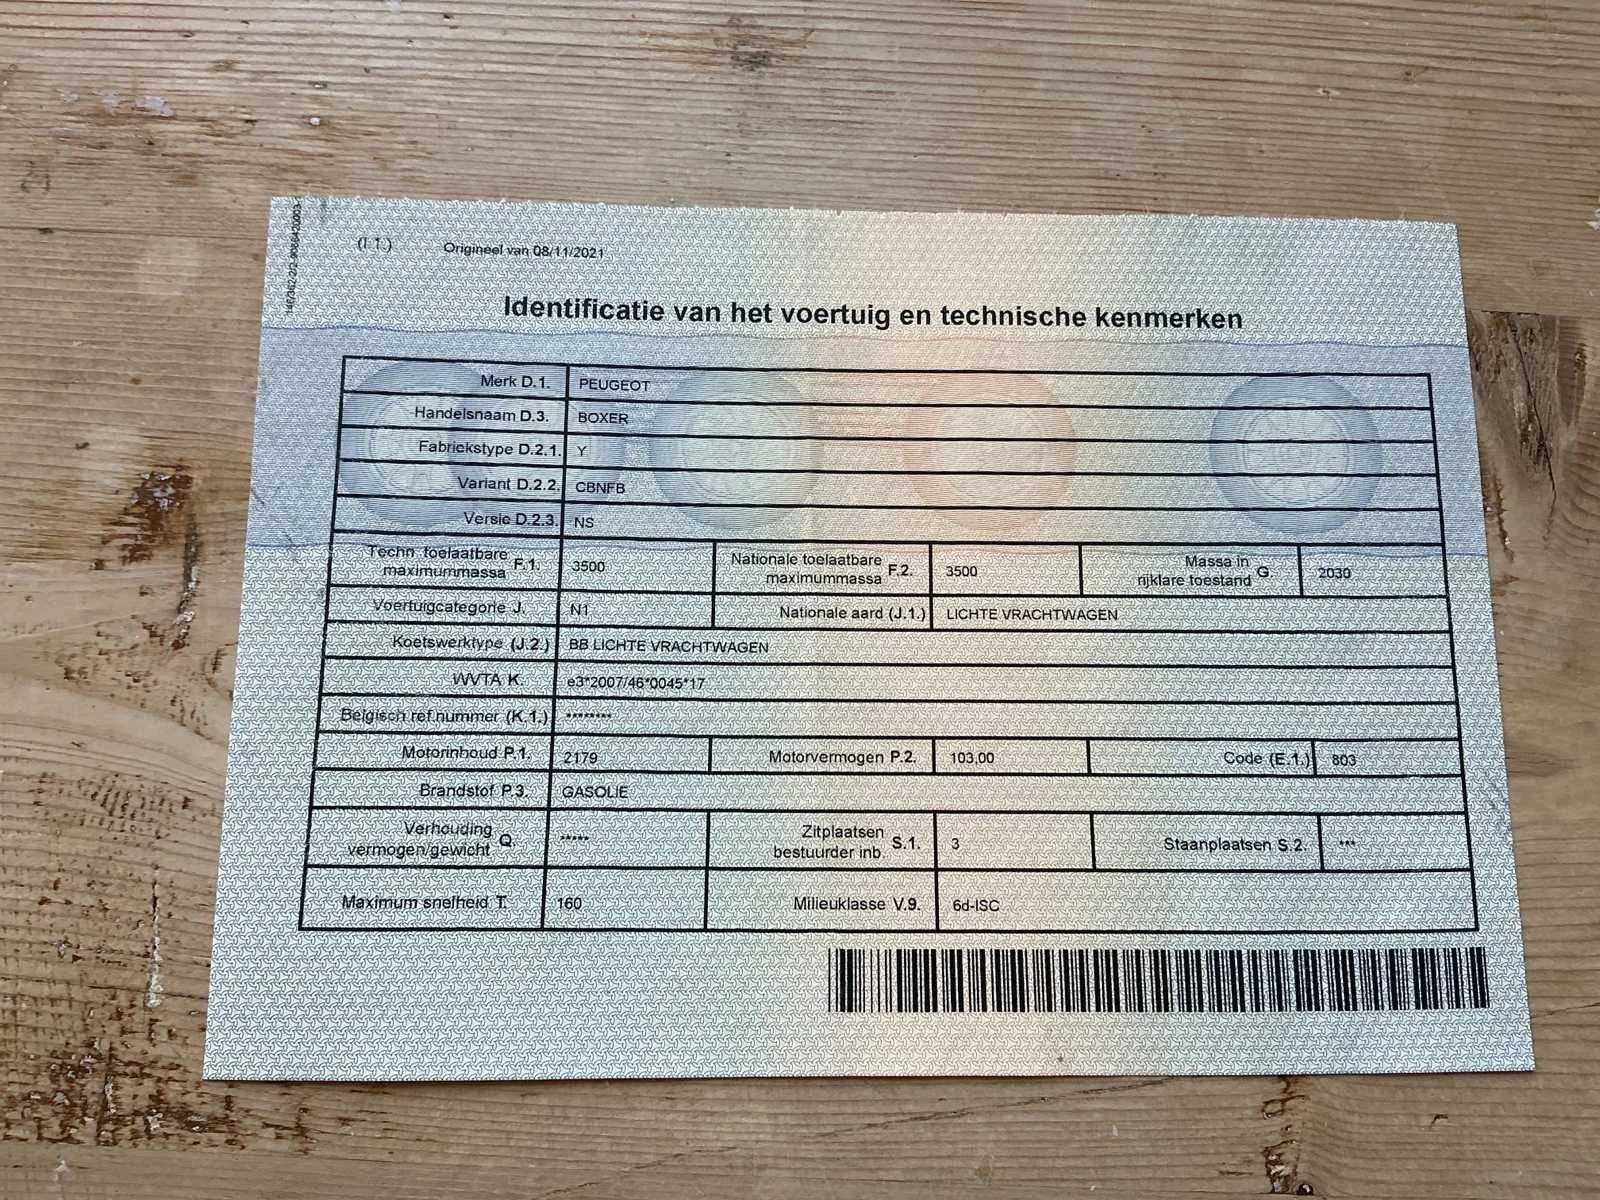 (I.1.) Origineel van 08/11/2021
Identificatie van het voertuig en technische kenmerken
Merk D.1. PEUGEOT
Handelsnaam D.3. BOXER
Fabriekstype D.2.1. Y
Variant D.2.2. CBNFB
Versie D.2.3. NS
Techn. toelaatbare maximummassa F.1. 3500 Nationale toelaatbare maximummassa F.2. 3500 Massa in rijklare toestand G. 2030
Voertuigcategorie J. N1 Nationale aard (J.1.) LICHTE VRACHTWAGEN
Koetswerktype (J.2.) BB LICHTE VRACHTWAGEN
WVTA K. e3*2007/46*0045*17
Belgisch ref.nummer (K.1.) ********
Motorinhoud P.1. 2179 Motorvermogen P.2. 103,00 Code (E.1.) 803
Brandstof P.3. GASOLIE
Verhouding vermogen/gewicht Q. ***** Zitplaatsen bestuurder inb. S.1. 3 Staanplaatsen S.2. ***
Maximum snelheid T. 160 Milieuklasse V.9. 6d-ISC